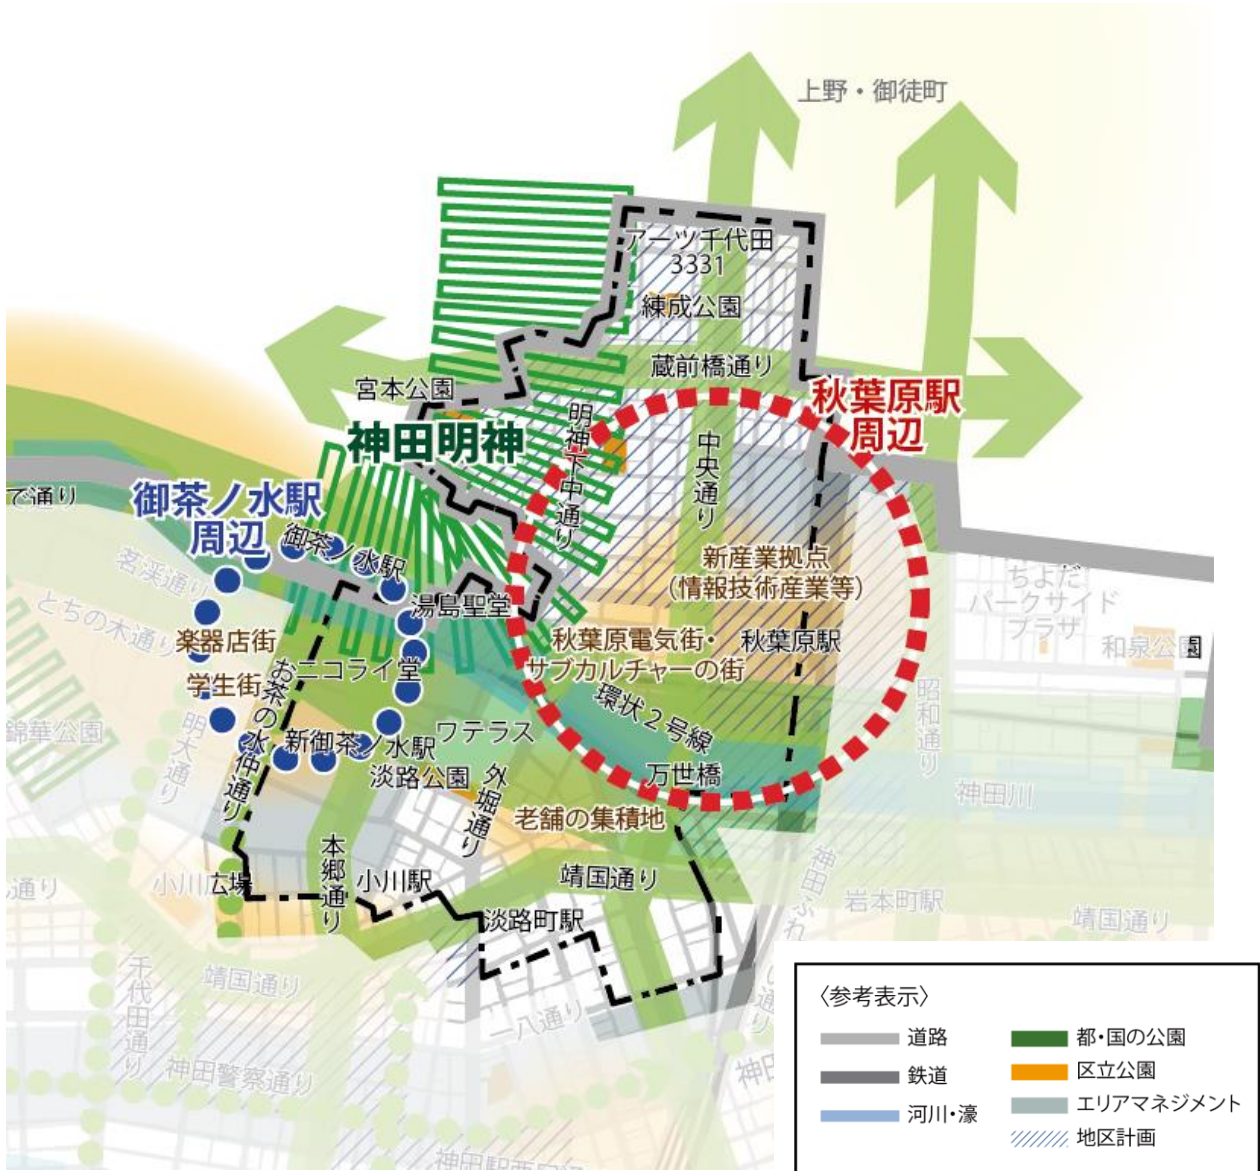 上野・御徒町
アーツ千代田
3331
練成公園
蔵前橋通り
宮本公園
秋葉原駅
周辺
神田明神
明神下中通り
中央通り
で通り
御茶ノ水駅
周辺
御茶ノ水駅
茗渓通り
新産業拠点
(情報技術産業等)
ちよだ
パークサイド
プラザ
とちの木通り
湯島聖堂
楽器店街
秋葉原電気街・
サブカルチャーの街
秋葉原駅
和泉公園
ニコライ堂
学生街
お茶の水仲通り
環状2号線
昭和通り
錦華公園
明大通り
新御茶ノ水駅
ワテラス
淡路公園
外堀通り
万世橋
神田川
老舗の集積地
本郷通り
小川広場
小川駅
靖国通り
淡路町駅
岩本町駅
靖国通り
千代田通り
靖国通り
一八通り
神田警察通り
〈参考表示〉
道路
鉄道
河川・濠
都・国の公園
区立公園
エリアマネジメント
地区計画